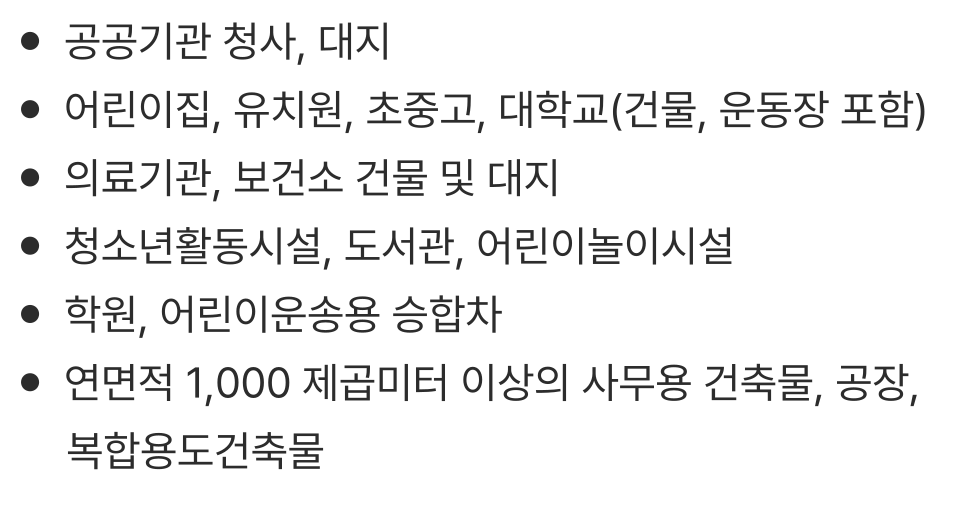 • 공공기관 청사, 대지
• 어린이집, 유치원, 초중고, 대학교(건물, 운동장 포함)
• 의료기관, 보건소 건물 및 대지
• 청소년활동시설, 도서관, 어린이놀이시설
• 학원, 어린이운송용 승합차
• 연면적 1,000 제곱미터 이상의 사무용 건축물, 공장,
복합용도건축물